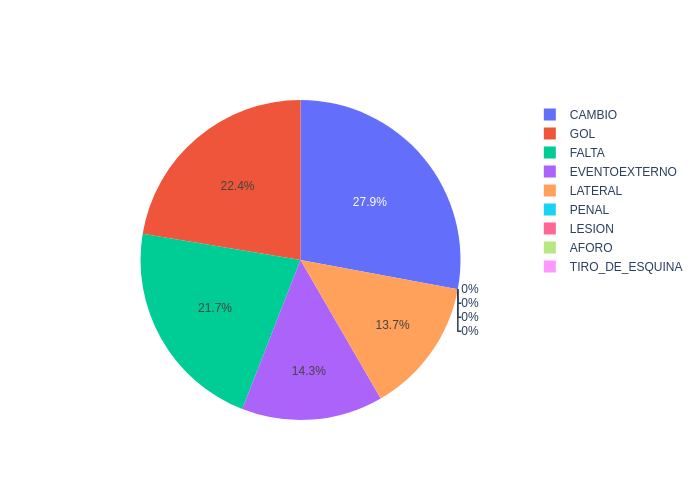 CAMBIO
GOL
FALTA
EVENTOEXTERNO
LATERAL
PENAL
LESION
AFORO
TIRO_DE_ESQUINA
27.9%
22.4%
21.7%
14.3%
13.7%
0%
0%
0%
0%